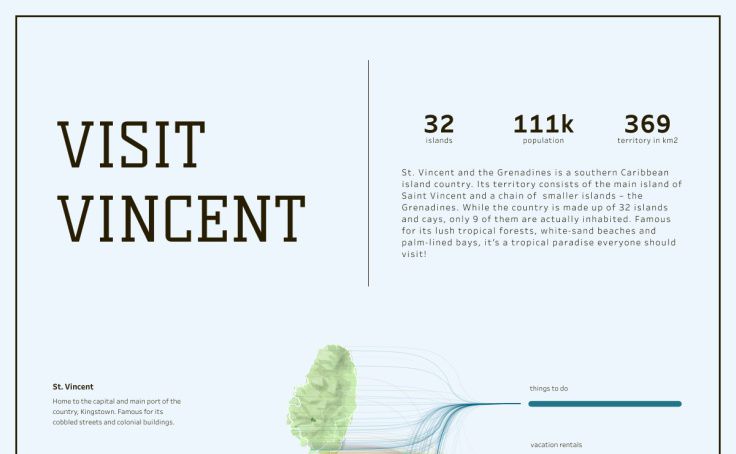 VISIT
VINCENT
32
islands
111k
population
369
territory in km2
St. Vincent and the Grenadines is a southern Caribbean
island country. Its territory consists of the main island of
Saint Vincent and a chain of smaller islands – the
Grenadines. While the country is made up of 32 islands
and cays, only 9 of them are actually inhabited. Famous
for its lush tropical forests, white-sand beaches and
palm-lined bays, it's a tropical paradise everyone should
visit!
St. Vincent
Home to the capital and main port of the
country, Kingstown. Famous for its
cobbled streets and colonial buildings.
things to do
vacation rentals